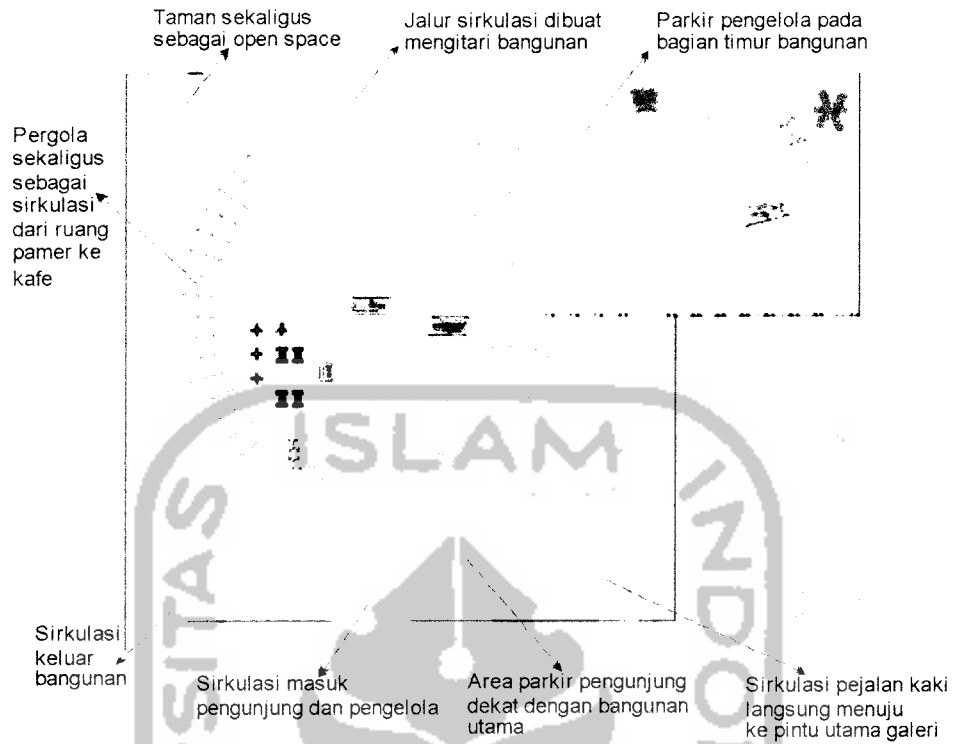 Taman sekaligus
sebagai open space
Jalur sirkulasi dibuat
mengitari bangunan
Parkir pengelola pada
bagian timur bangunan
Pergola
sekaligus
sebagai
sirkulasi
dari ruang
pamer ke
kafe
ISLAM
SITAS
INDO
Sirkulasi
keluar
bangunan
Sirkulasi masuk
pengunjung dan pengelola
Area parkir pengunjung
dekat dengan bangunan
utama
Sirkulasi pejalan kaki
langsung menuju
ke pintu utama galeri